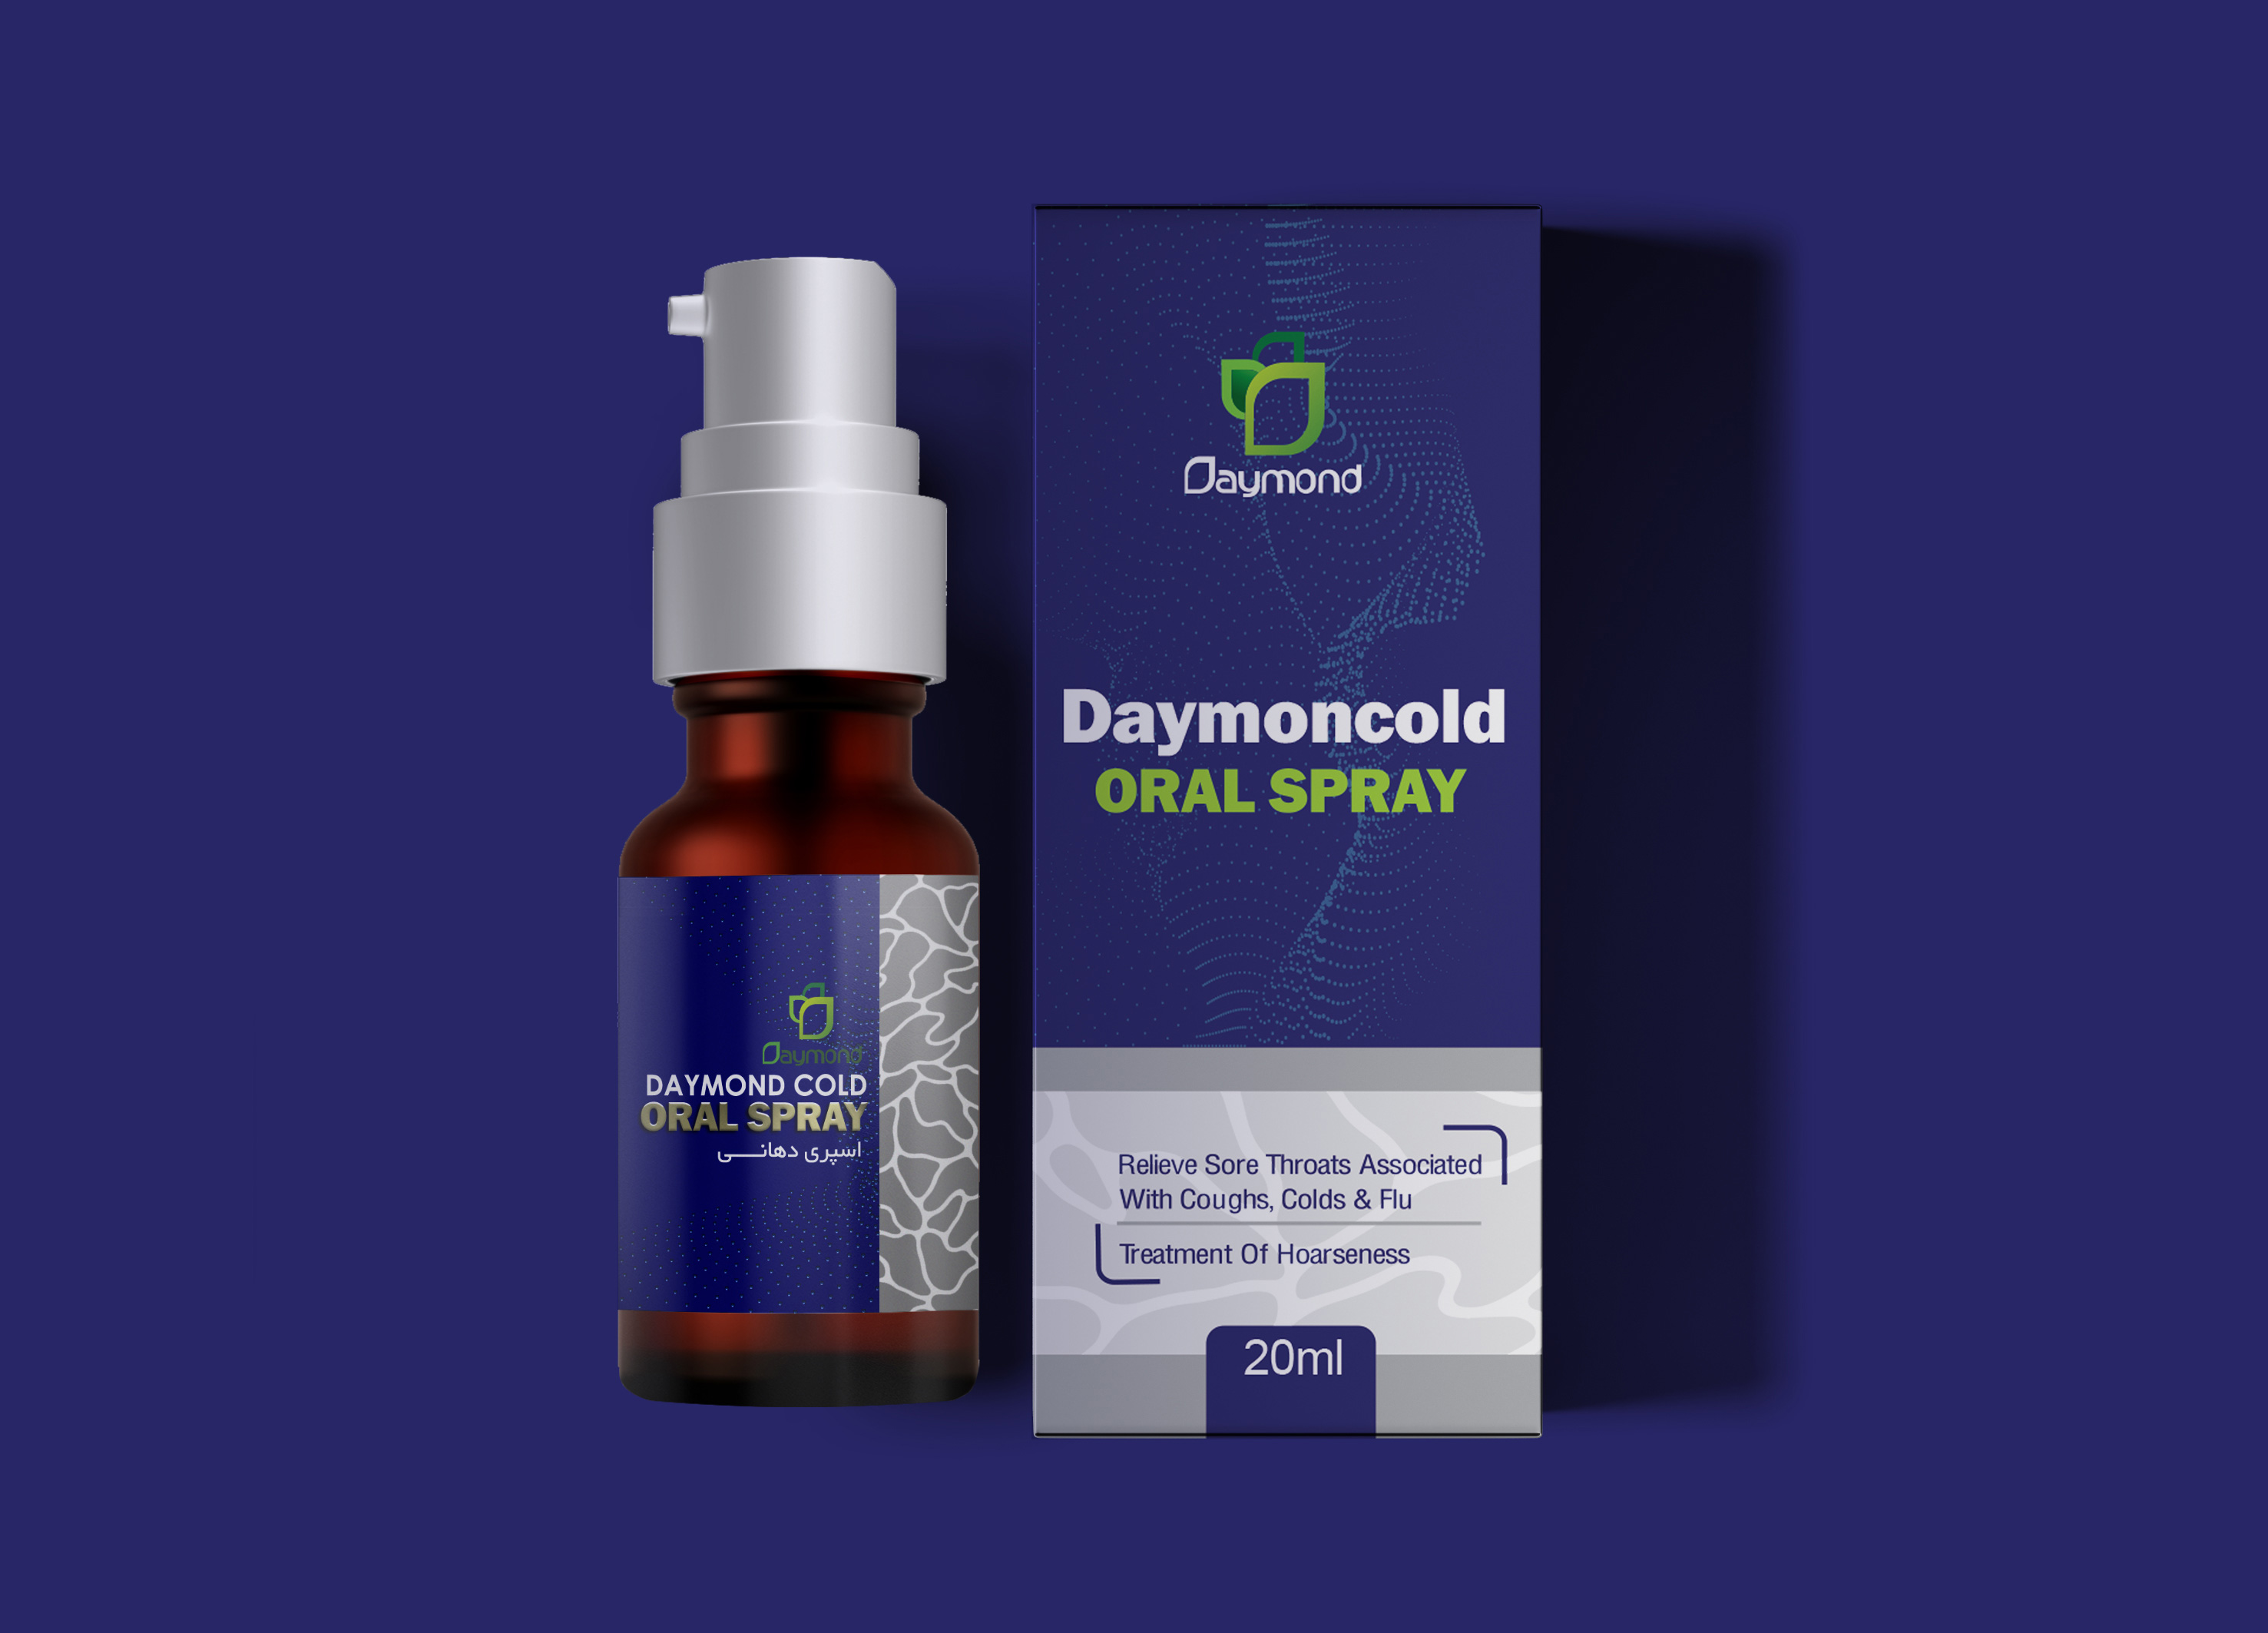 Daymond
DAYMOND COLD
ORAL SPRAY
اسپری دهانـــی
Daymond
Daymoncold
ORAL SPRAY
Relieve Sore Throats Associated
With Coughs, Colds & Flu
Treatment Of Hoarseness
20ml